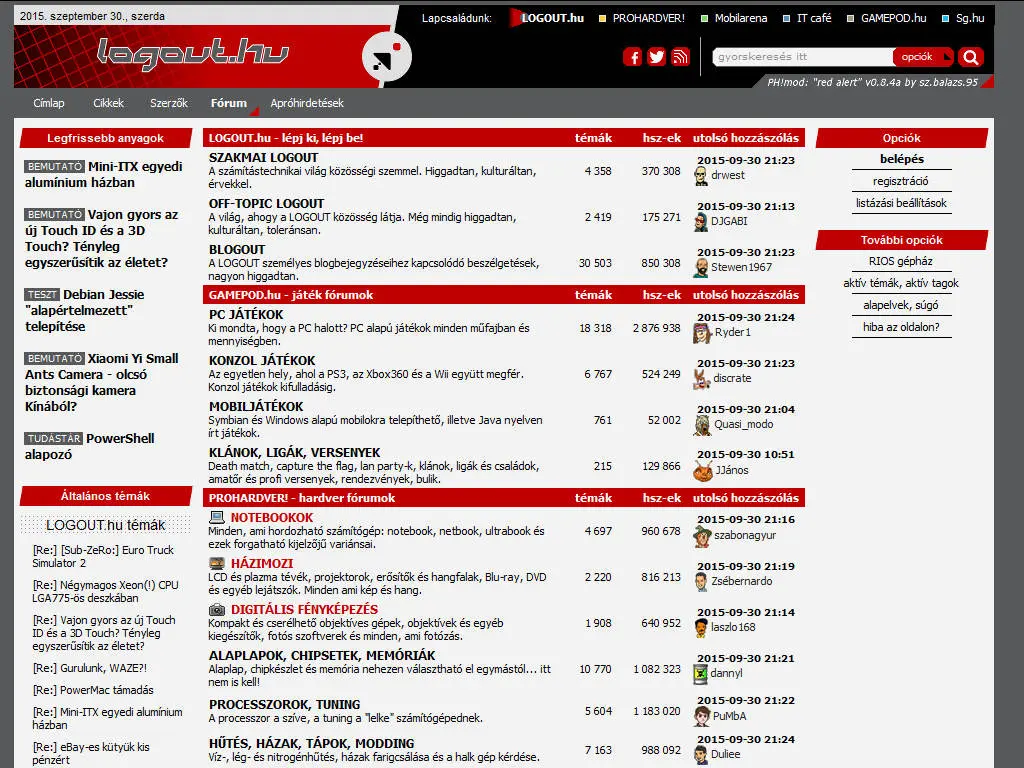 2015. szeptember 30., szerda
Lapcsaládunk: LOGOUT.hu PROHARDVER! Mobilarena IT café GAMEPOD.hu Sg.hu
logout.hu
gyorskeresés itt opciók
PH!mod: "red alert" v0.8.4a by sz.balazs.95
Címlap Cikkek Szerzők Fórum Apróhirdetések
Legfrissebb anyagok
BEMUTATÓ Mini-ITX egyedi
alumínium házban
BEMUTATÓ Vajon gyors az
új Touch ID és a 3D
Touch? Tényleg
egyszerűsítik az életet?
TESZT Debian Jessie
"alapértelmezett"
telepítése
BEMUTATÓ Xiaomi Yi Small
Ants Camera - olcsó
biztonsági kamera
Kínából?
TUDÁSTÁR PowerShell
alapozó
Általános témák
LOGOUT.hu témák
[Re:] [Sub-ZeRo:] Euro Truck
Simulator 2
[Re:] Négymagos Xeon(!) CPU
LGA775-ös deszkában
[Re:] Vajon gyors az új Touch
ID és a 3D Touch? Tényleg
egyszerűsítik az életet?
[Re:] Gurulunk, WAZE?!
[Re:] PowerMac támadás
[Re:] Mini-ITX egyedi alumínium
házban
[Re:] eBay-es kütyük kis
pénzért
LOGOUT.hu - lépj ki, lépj be! témák hsz-ek utolsó hozzászólás
SZAKMAI LOGOUT
A számítástechnikai világ közösségi szemmel. Higgadtan, kulturáltan,
érvekkel.
4 358 370 308 2015-09-30 21:23
drwest
OFF-TOPIC LOGOUT
A világ, ahogy a LOGOUT közösség látja. Még mindig higgadtan,
kulturáltan, toleránsan.
2 419 175 271 2015-09-30 21:13
DJGABI
BLOGOUT
A LOGOUT személyes blogbejegyzéseihez kapcsolódó beszélgetések,
nagyon higgadtan.
30 503 850 308 2015-09-30 21:23
Stewen1967
GAMEPOD.hu - játék fórumok témák hsz-ek utolsó hozzászólás
PC JÁTÉKOK
Ki mondta, hogy a PC halott? PC alapú játékok minden műfajban és
mennyiségben.
18 318 2 876 938 2015-09-30 21:24
Ryder1
KONZOL JÁTÉKOK
Az egyetlen hely, ahol a PS3, az Xbox360 és a Wii együtt megfér.
Konzol játékok kifulladásig.
6 767 524 249 2015-09-30 21:23
discrate
MOBILJÁTÉKOK
Symbian és Windows alapú mobilokra telepíthető, illetve Java nyelven
írt játékok.
761 52 002 2015-09-30 21:04
Quasi_modo
KLÁNOK, LIGÁK, VERSENYEK
Death match, capture the flag, lan party-k, klánok, ligák és családok,
amatőr és profi versenyek, rendezvények, bulik.
215 129 866 2015-09-30 10:51
JJános
PROHARDVER! - hardver fórumok témák hsz-ek utolsó hozzászólás
NOTEBOOKOK
Minden, ami hordozható számítógép: notebook, netbook, ultrabook és
ezek forgatható kijelzőjű variánsai.
4 697 960 678 2015-09-30 21:16
szabonagyur
HÁZIMOZI
LCD és plazma tévék, projektorok, erősítők és hangfalak, Blu-ray, DVD
és egyéb lejátszók. Minden ami kép és hang.
2 220 816 213 2015-09-30 21:19
Zsébernardo
DIGITÁLIS FÉNYKÉPEZÉS
Kompakt és cserélhető objektíves gépek, objektívek és egyéb
kiegészítők, fotós szoftverek és minden, ami fotózás.
1 908 640 952 2015-09-30 21:14
laszlo168
ALAPLAPOK, CHIPSETEK, MEMÓRIÁK
Alaplap, chipkészlet és memória nehezen választható el egymástól... itt
nem is kell!
10 770 1 082 323 2015-09-30 21:21
dannyl
PROCESSZOROK, TUNING
A processzor a szíve, a tuning a "lelke" számítógépednek.
5 604 1 183 020 2015-09-30 21:22
PuMbA
HŰTÉS, HÁZAK, TÁPOK, MODDING
Víz-, lég- és nitrogénhűtés, házak farigcsálása és a halk gép kérdése.
7 163 988 092 2015-09-30 21:24
Duliee
Opciók
belépés
regisztráció
listázási beállítások
További opciók
RIOS gépház
aktív témák, aktív tagok
alapelvek, súgó
hiba az oldalon?